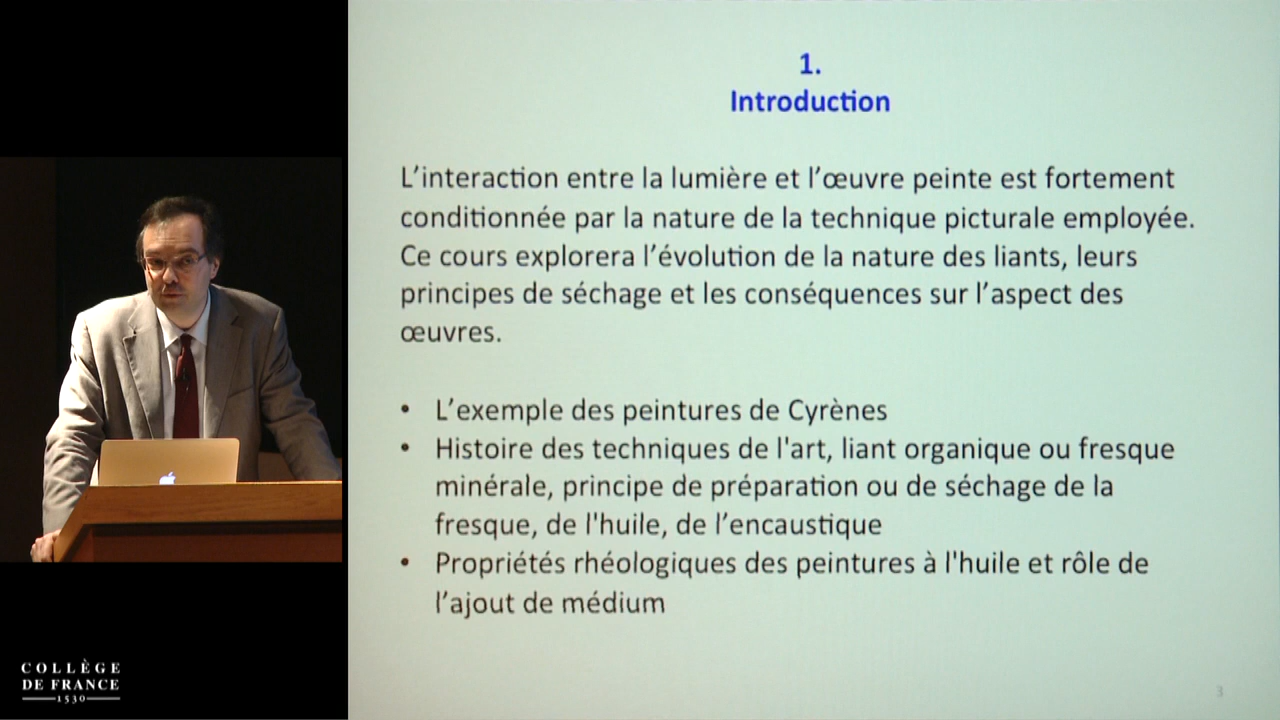 1.
Introduction
L'interaction entre la lumière et l'œuvre peinte est fortement
conditionnée par la nature de la technique picturale employée.
Ce cours explorera l'évolution de la nature des liants, leurs
principes de séchage et les conséquences sur l'aspect des
œuvres.
• L'exemple des peintures de Cyrènes
• Histoire des techniques de l'art, liant organique ou fresque
minérale, principe de préparation ou de séchage de la
fresque, de l'huile, de l'encaustique
• Propriétés rhéologiques des peintures à l'huile et rôle de
l'ajout de médium
3
COLLÈGE
DE FRANCE
1530